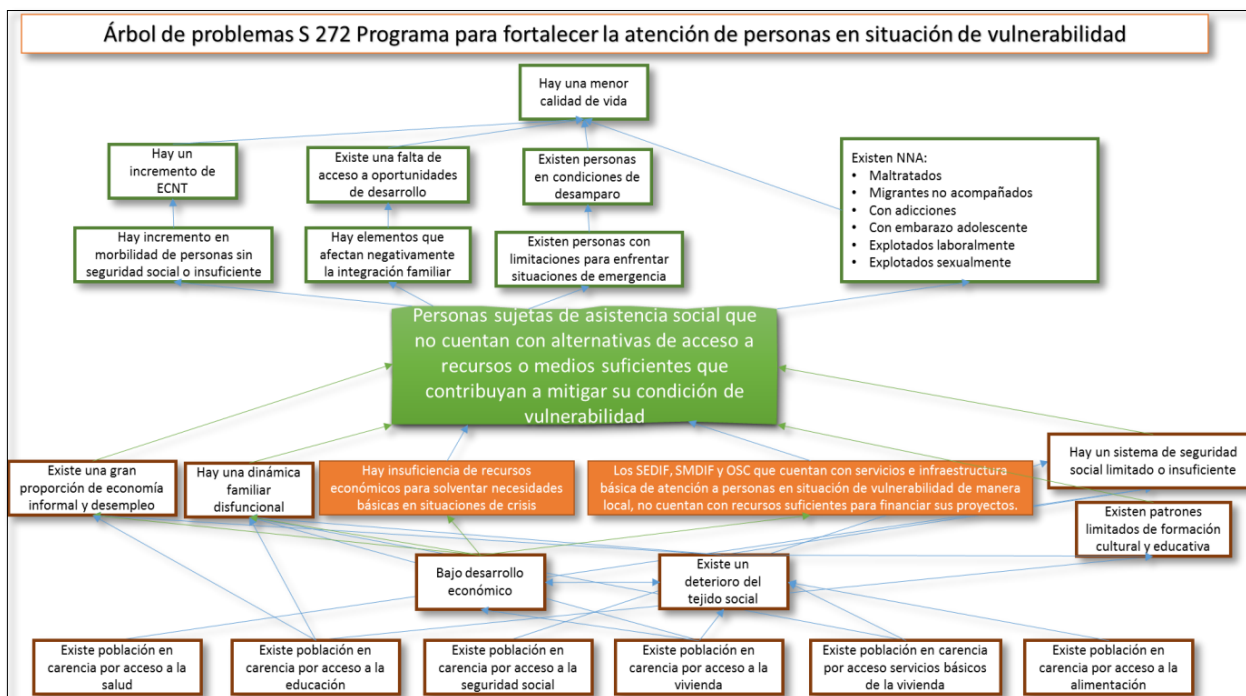 Árbol de problemas S 272 Programa para fortalecer la atención de personas en situación de vulnerabilidad
Hay una menor
calidad de vida
Hay un
incremento de
ECNT
Existe una falta de
acceso a oportunidades
de desarrollo
Existen personas
en condiciones de
desamparo
Existen NNA:
• Maltratados
• Migrantes no acompañados
• Con adicciones
• Con embarazo adolescente
• Explotados laboralmente
• Explotados sexualmente
Hay incremento en
morbilidad de personas sin
seguridad social o insuficiente
Hay elementos que
afectan negativamente
la integración familiar
Existen personas con
limitaciones para enfrentar
situaciones de emergencia
Personas sujetas de asistencia social que
no cuentan con alternativas de acceso a
recursos o medios suficientes que
contribuyan a mitigar su condición de
vulnerabilidad
Existe una gran
proporción de economía
informal y desempleo
Hay una dinámica
familiar
disfuncional
Hay insuficiencia de recursos
económicos para solventar necesidades
básicas en situaciones de crisis
Los SEDIF, SMDIF y OSC que cuentan con servicios e infraestructura
básica de atención a personas en situación de vulnerabilidad de manera
local, no cuentan con recursos suficientes para financiar sus proyectos.
Hay un sistema de seguridad
social limitado o insuficiente
Existen patrones
limitados de formación
cultural y educativa
Bajo desarrollo
económico
Existe un
deterioro del
tejido social
Existe población en
carencia por acceso a la
salud
Existe población en
carencia por acceso a la
educación
Existe población en
carencia por acceso a la
seguridad social
Existe población en
carencia por acceso a la
vivienda
Existe población en carencia
por acceso servicios básicos
de la vivienda
Existe población en
carencia por acceso a la
alimentación